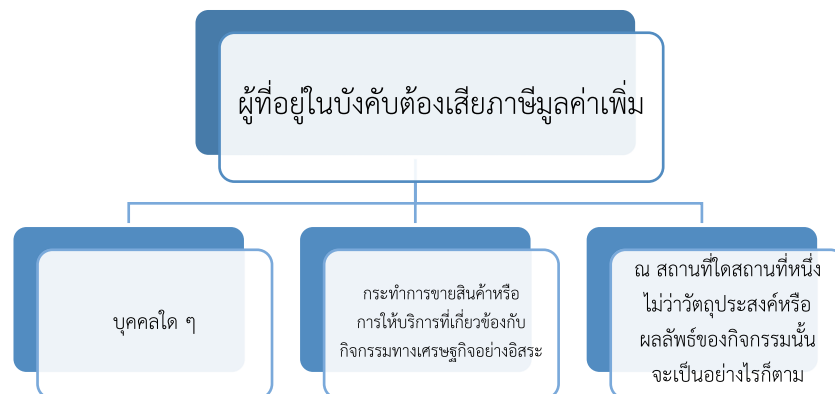 ผู้ที่อยู่ในบังคับต้องเสียภาษีมูลค่าเพิ่ม
บุคคลใด ๆ
กระทำการขายสินค้าหรือ
การให้บริการที่เกี่ยวข้องกับ
กิจกรรมทางเศรษฐกิจอย่างอิสระ
ณ สถานที่ใดสถานที่หนึ่ง
ไม่ว่าวัตถุประสงค์หรือ
ผลลัพธ์ของกิจกรรมนั้น
จะเป็นอย่างไรก็ตาม